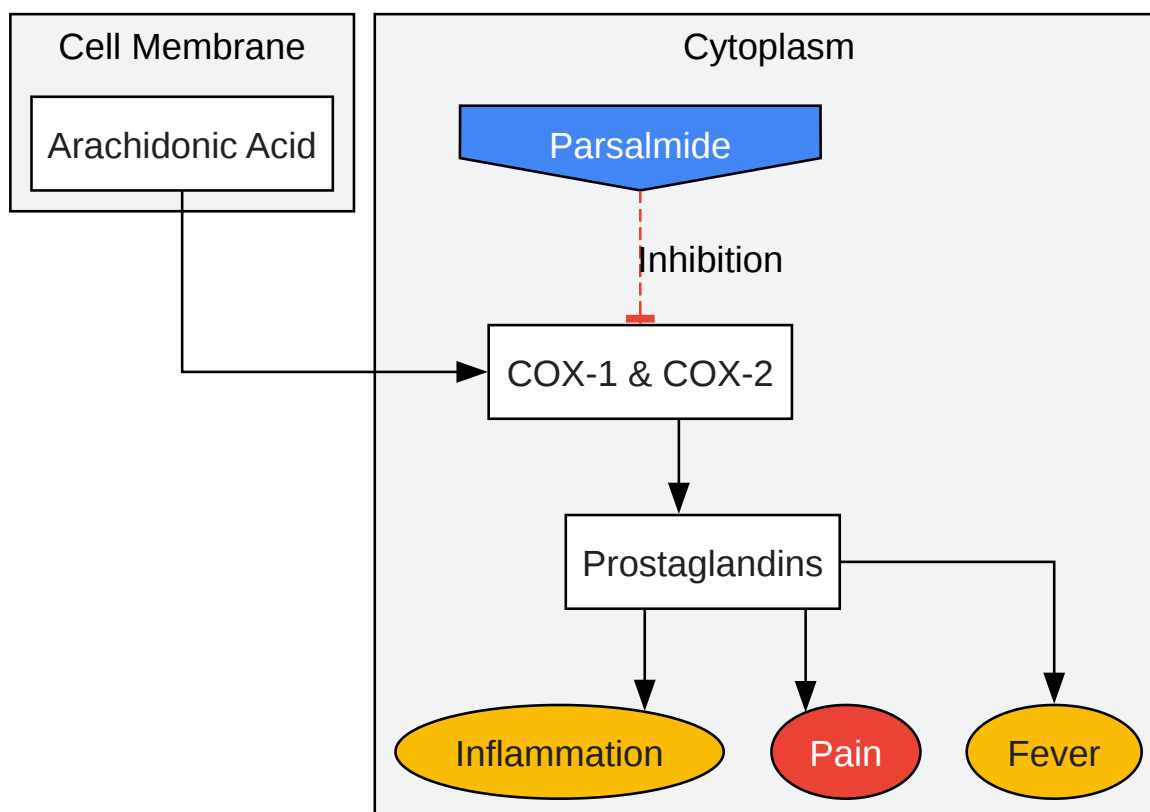 Cell Membrane
Arachidonic Acid
Cytoplasm
Parsalmide
Inhibition
COX-1 & COX-2
Prostaglandins
Inflammation
Pain
Fever